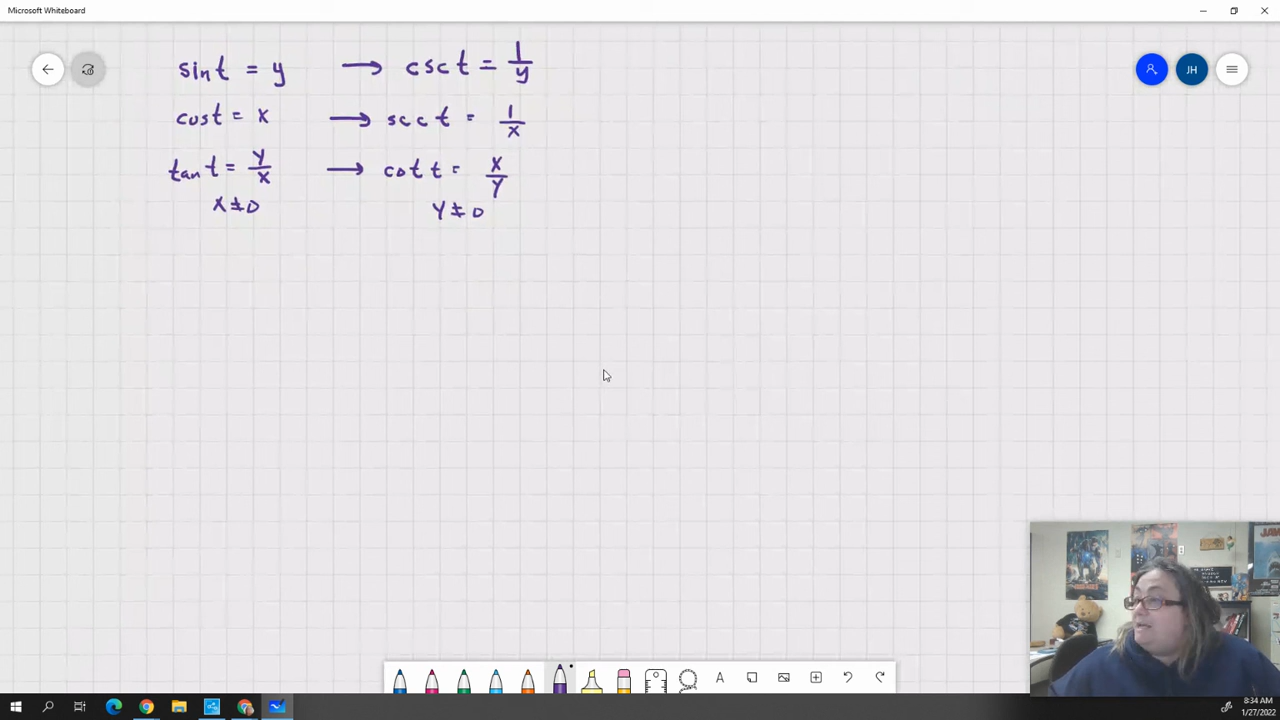 Microsoft Whiteboard
sin t = y → csc t = 1/y
JH
cos t = x → sec t = 1/x
tan t = y/x → cot t = x/y
x ≠ 0 y ≠ 0
JAWS
A
8:34 AM
1/27/2022